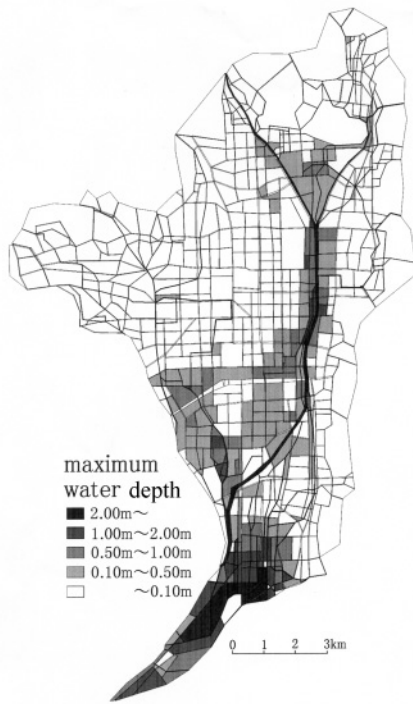 maximum
water depth
2.00m～
1.00m～2.00m
0.50m～1.00m
0.10m～0.50m
～0.10m
0 1 2 3km